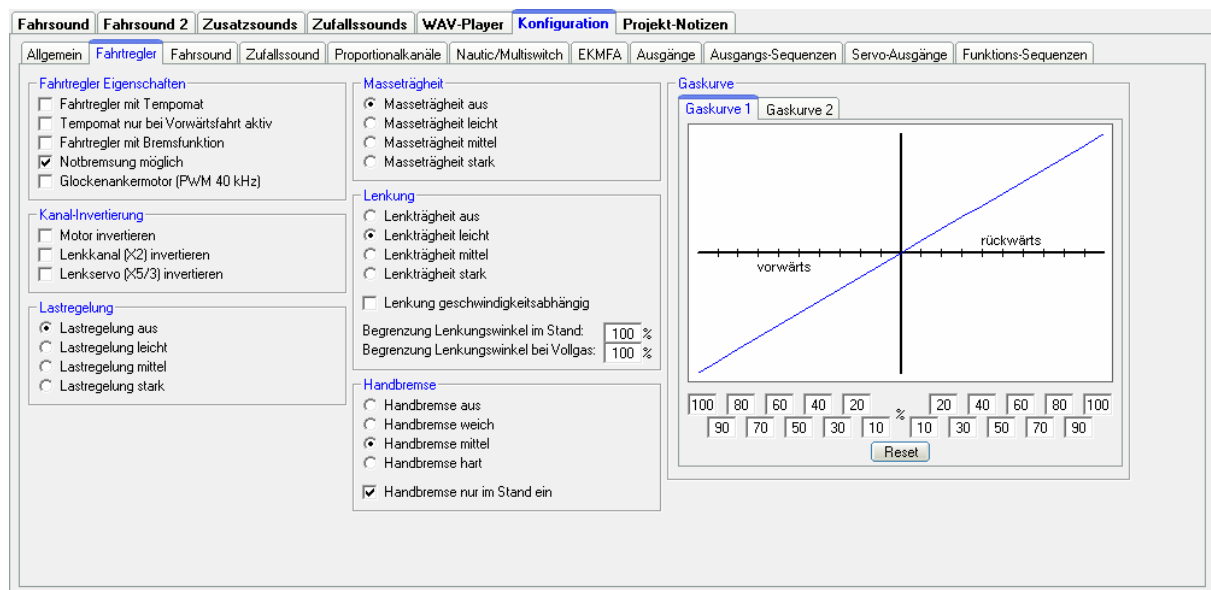 Fahrsound Fahrsound 2 Zusatzsounds Zufallssounds WAV-Player Konfiguration Projekt-Notizen
Allgemein Fahrtregler Fahrsound Zufallssound Proportionalkanäle Nautic/Multiswitch EKMFA Ausgänge Ausgangs-Sequenzen Servo-Ausgänge Funktions-Sequenzen
Fahrtregler Eigenschaften
Fahrtregler mit Tempomat
Tempomat nur bei Vorwärtsfahrt aktiv
Fahrtregler mit Bremsfunktion
Notbremsung möglich
Glockenankermotor (PWM 40 kHz)
Kanal-Invertierung
Motor invertieren
Lenkkanal (X2) invertieren
Lenkservo (X5/3) invertieren
Lastregelung
Lastregelung aus
Lastregelung leicht
Lastregelung mittel
Lastregelung stark
Masseträgheit
Masseträgheit aus
Masseträgheit leicht
Masseträgheit mittel
Masseträgheit stark
Lenkung
Lenkträgheit aus
Lenkträgheit leicht
Lenkträgheit mittel
Lenkträgheit stark
Lenkung geschwindigkeitsabhängig
Begrenzung Lenkungswinkel im Stand: 100 %
Begrenzung Lenkungswinkel bei Vollgas: 100 %
Handbremse
Handbremse aus
Handbremse weich
Handbremse mittel
Handbremse hart
Handbremse nur im Stand ein
Gaskurve
Gaskurve 1 Gaskurve 2
rückwärts
vorwärts
100 80 60 40 20 % 20 40 60 80 100
90 70 50 30 10 10 30 50 70 90
Reset